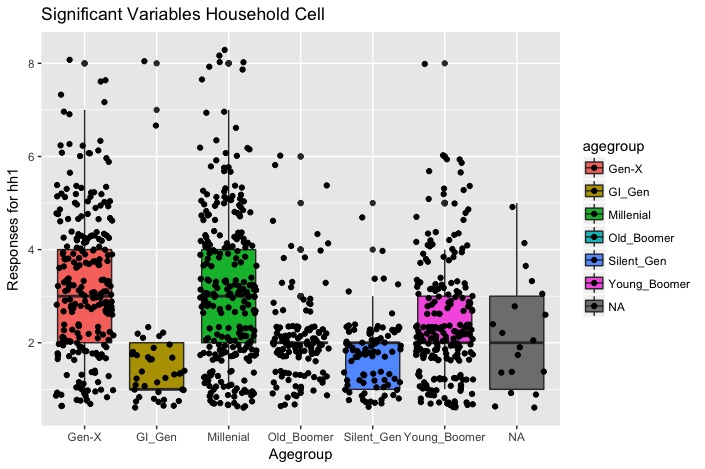 Significant Variables Household Cell
8
6
4
2
Responses for hh1
Gen-X GI_Gen Millenial Old_Boomer Silent_Gen Young_Boomer NA
Agegroup
agegroup
Gen-X
GI_Gen
Millenial
Old_Boomer
Silent_Gen
Young_Boomer
NA